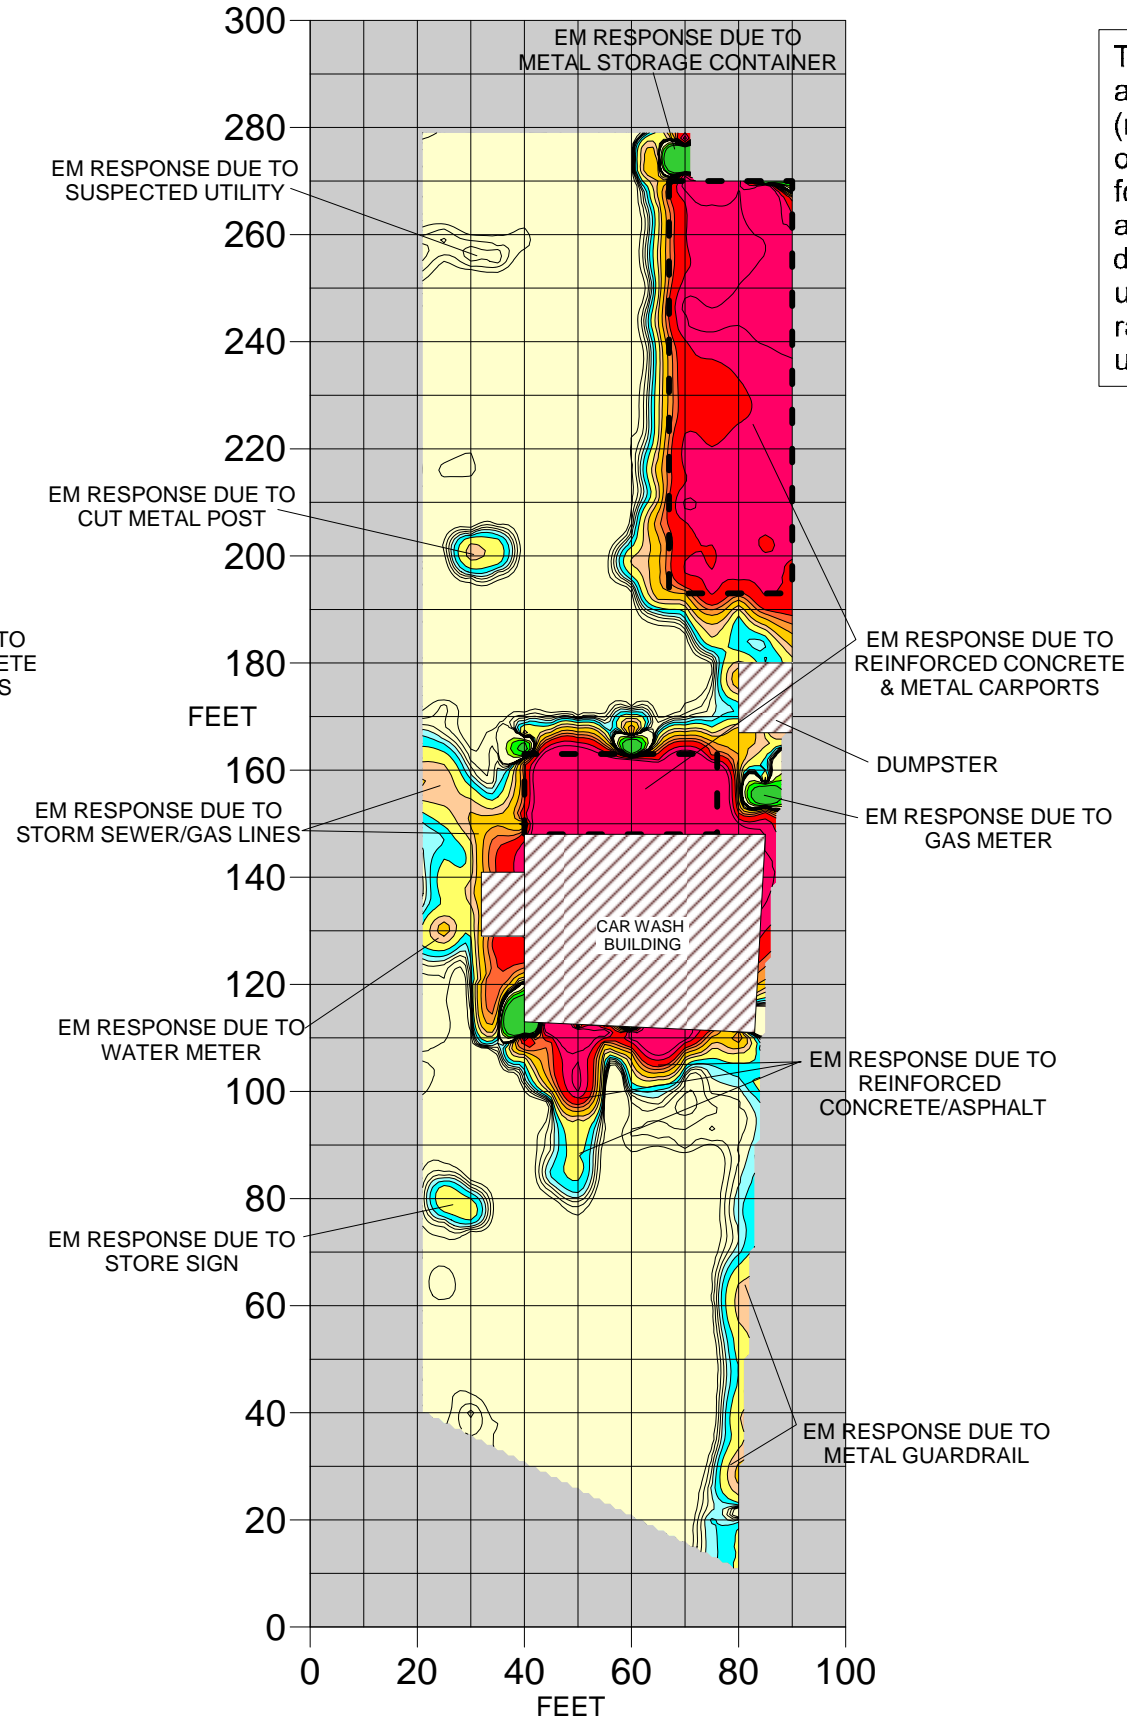 300
EM RESPONSE DUE TO
METAL STORAGE CONTAINER
280
EM RESPONSE DUE TO
SUSPECTED UTILITY
260
240
220
EM RESPONSE DUE TO
CUT METAL POST
200
TO
ETE
S
EM RESPONSE DUE TO
REINFORCED CONCRETE
& METAL CARPORTS
180
FEET
DUMPSTER
160
EM RESPONSE DUE TO
STORM SEWER/GAS LINES
EM RESPONSE DUE TO
GAS METER
140
CAR WASH
BUILDING
120
EM RESPONSE DUE TO
WATER METER
EM RESPONSE DUE TO
REINFORCED
CONCRETE/ASPHALT
100
80
EM RESPONSE DUE TO
STORE SIGN
60
40
EM RESPONSE DUE TO
METAL GUARDRAIL
20
0
0 20 40 60 80 100
FEET